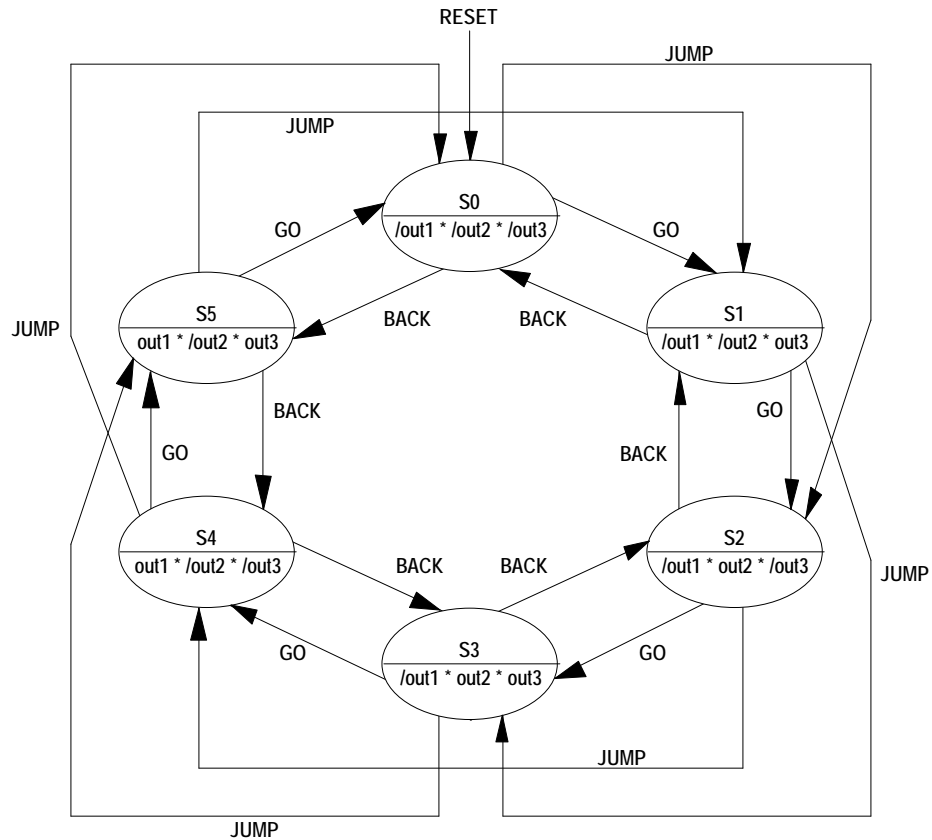 RESET
JUMP
JUMP
S0
/out1 * /out2 * /out3
GO
GO
BACK
BACK
S5
out1 * /out2 * out3
S1
/out1 * /out2 * out3
JUMP
BACK
GO
GO
BACK
S4
out1 * /out2 * /out3
S2
/out1 * out2 * /out3
BACK
BACK
JUMP
S3
/out1 * out2 * out3
GO
GO
JUMP
JUMP